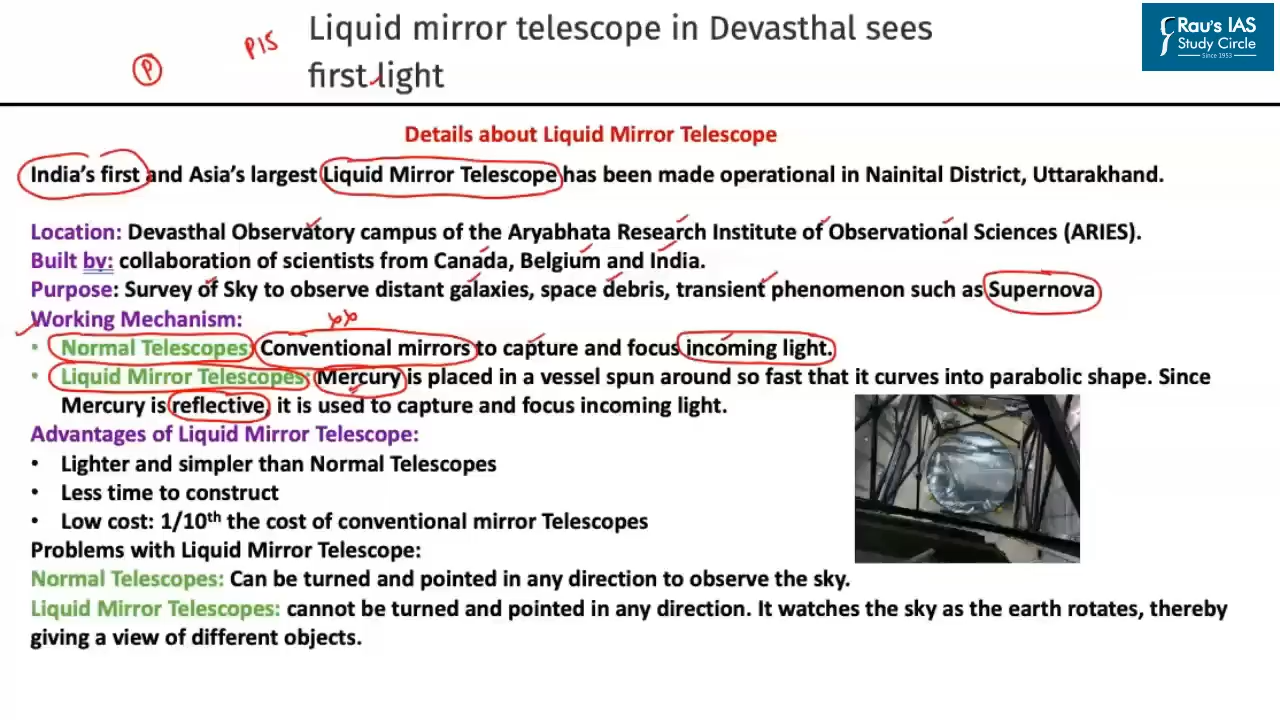 Liquid mirror telescope in Devasthal sees
first light
P15
P
Rau's IAS
Study Circle
Since 1953
Details about Liquid Mirror Telescope
India's first and Asia's largest Liquid Mirror Telescope has been made operational in Nainital District, Uttarakhand.
Location: Devasthal Observatory campus of the Aryabhata Research Institute of Observational Sciences (ARIES).
Built by: collaboration of scientists from Canada, Belgium and India.
Purpose: Survey of Sky to observe distant galaxies, space debris, transient phenomenon such as Supernova
Working Mechanism:
• Normal Telescopes: Conventional mirrors to capture and focus incoming light.
• Liquid Mirror Telescopes: Mercury is placed in a vessel spun around so fast that it curves into parabolic shape. Since
Mercury is reflective, it is used to capture and focus incoming light.
Advantages of Liquid Mirror Telescope:
• Lighter and simpler than Normal Telescopes
• Less time to construct
• Low cost: 1/10th the cost of conventional mirror Telescopes
Problems with Liquid Mirror Telescope:
Normal Telescopes: Can be turned and pointed in any direction to observe the sky.
Liquid Mirror Telescopes: cannot be turned and pointed in any direction. It watches the sky as the earth rotates, thereby
giving a view of different objects.